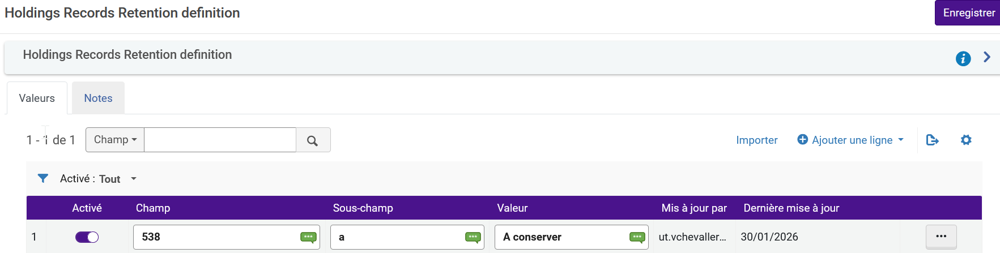 Holdings Records Retention definition
Enregistrer
Holdings Records Retention definition
Valeurs
Notes
1 - 1 de 1
Champ
Importer
Ajouter une ligne
Activé : Tout
Activé Champ Sous-champ Valeur Mis à jour par Dernière mise à jour
1 538 a A conserver ut.vchevaller... 30/01/2026